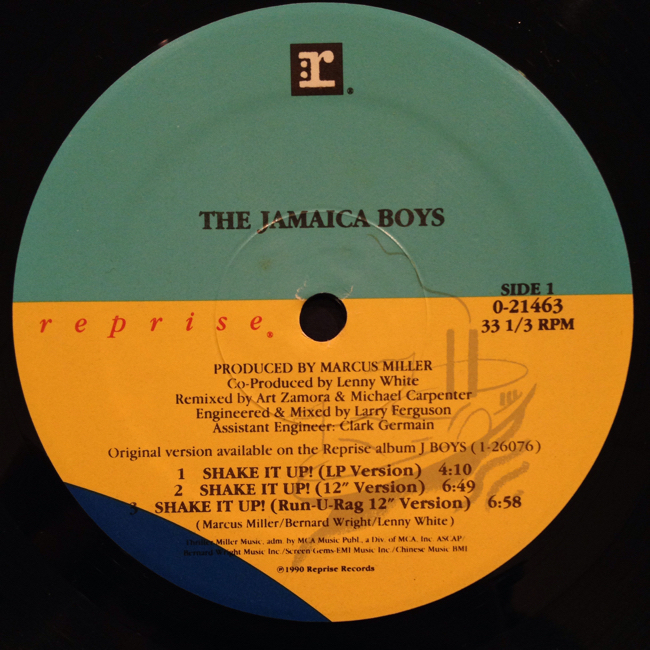 r®
THE JAMAICA BOYS
SIDE 1
0-21463
33 1/3 RPM
reprise®
PRODUCED BY MARCUS MILLER
Co-Produced by Lenny White
Remixed by Art Zamora & Michael Carpenter
Engineered & Mixed by Larry Ferguson
Assistant Engineer: Clark Germain
Original version available on the Reprise album J BOYS (1-26076)
1 SHAKE IT UP! (LP Version) 4:10
2 SHAKE IT UP! (12" Version) 6:49
3 SHAKE IT UP! (Run-U-Rag 12" Version) 6:58
(Marcus Miller/Bernard Wright/Lenny White)
Miller Music, adm. by MCA Music Publ., a Div. of MCA, Inc. ASCAP/
Bernard Wright Music Inc./Screen Gems-EMI Music Inc./Chinese Music BMI
℗©1990 Reprise Records